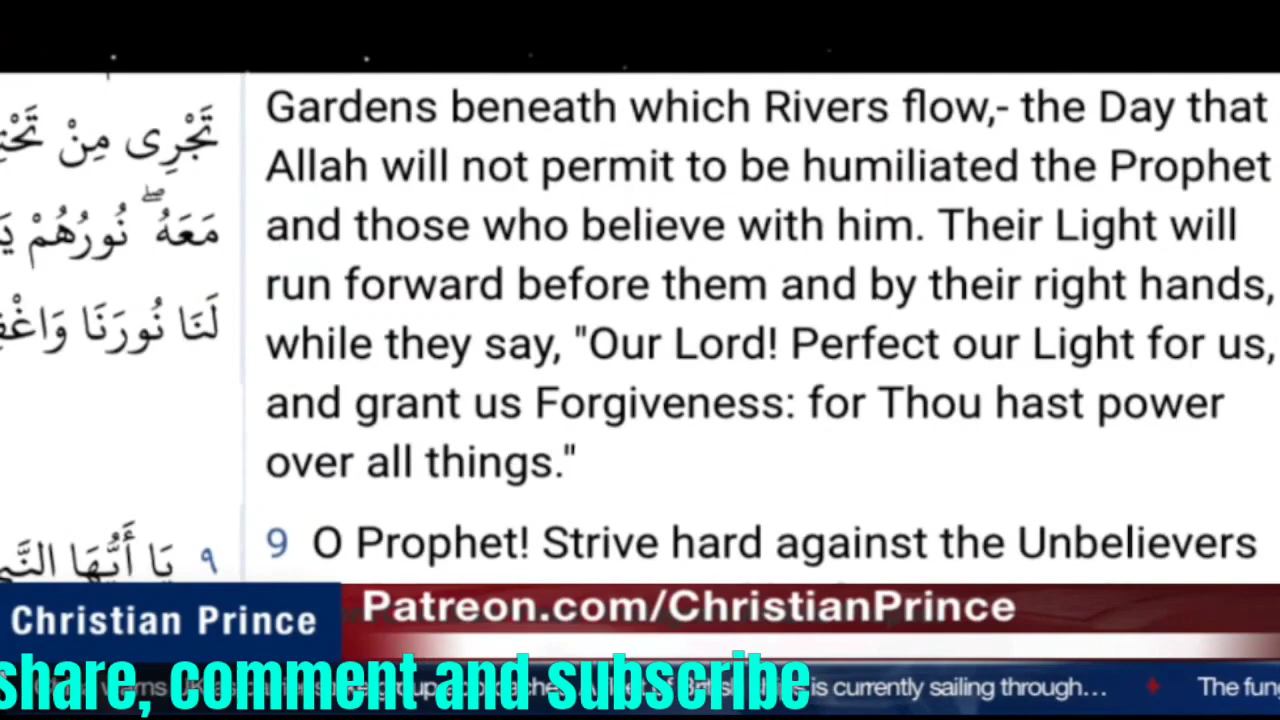 تَجْرِى مِنْ
Gardens beneath which Rivers flow,- the Day that
Allah will not permit to be humiliated the Prophet
مَعَهُ ۖ نُورُهُمْ
and those who believe with him. Their Light will
run forward before them and by their right hands,
لَنَا نُورَنَا
while they say, "Our Lord! Perfect our Light for us,
and grant us Forgiveness: for Thou hast power
over all things."
٩ يَا أَيُّهَا
9 O Prophet! Strive hard against the Unbelievers
Christian Prince
Patreon.com/ChristianPrince
share, comment and subscribe
is currently sailing through...
The fung